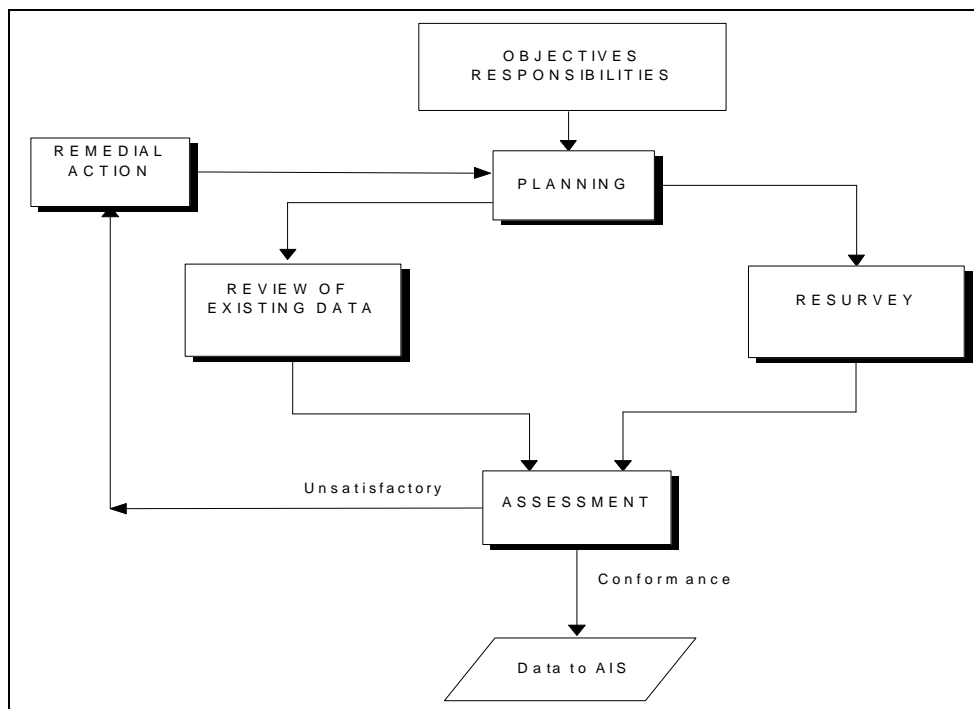 OBJECTIVES
RESPONSIBILITIES
REMEDIAL
ACTION
PLANNING
REVIEW OF
EXISTING DATA
RESURVEY
Unsatisfactory
ASSESSMENT
Conformance
Data to AIS